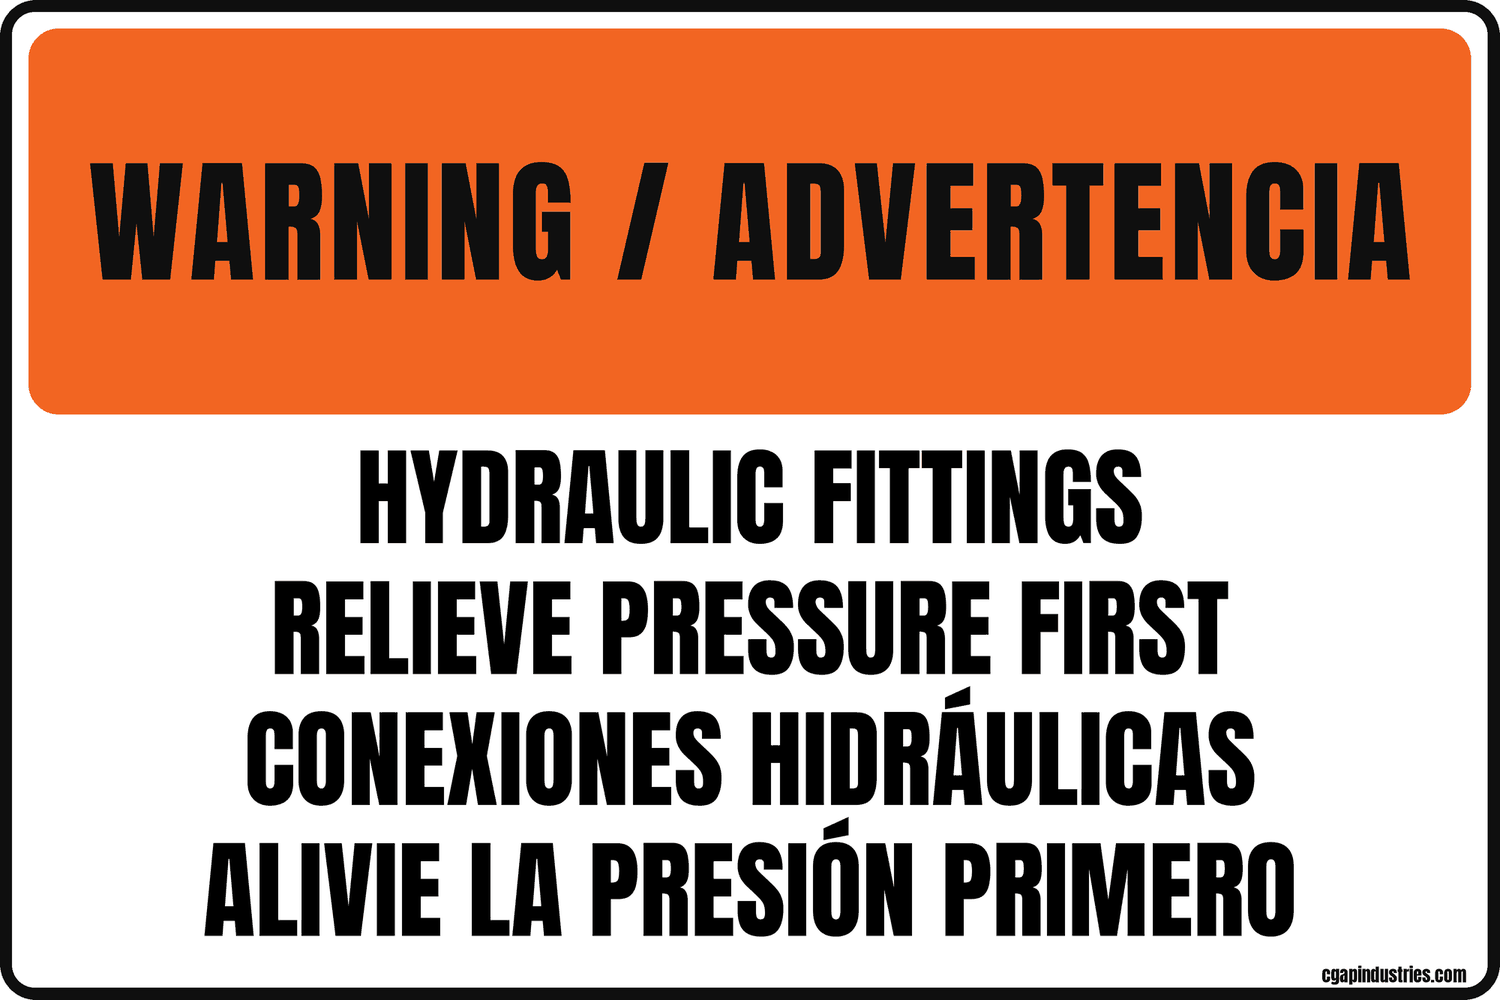 WARNING / ADVERTENCIA
HYDRAULIC FITTINGS
RELIEVE PRESSURE FIRST
CONEXIONES HIDRÁULICAS
ALIVIE LA PRESIÓN PRIMERO
cgapindustries.com